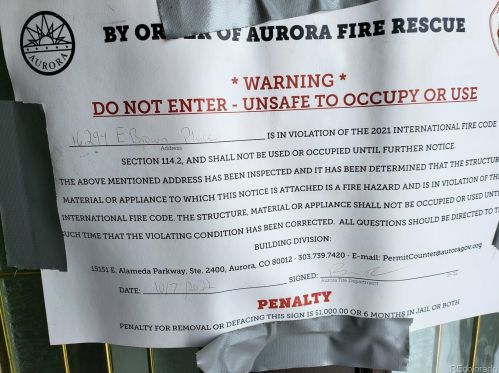 BY ORDER OF AURORA FIRE RESCUE
AURORA
* WARNING *
DO NOT ENTER - UNSAFE TO OCCUPY OR USE
16294 E Brown Place IS IN VIOLATION OF THE 2021 INTERNATIONAL FIRE CODE
Address
SECTION 114.2, AND SHALL NOT BE USED OR OCCUPIED UNTIL FURTHER NOTICE.
THE ABOVE MENTIONED ADDRESS HAS BEEN INSPECTED AND IT HAS BEEN DETERMINED THAT THE STRUCTURE
MATERIAL OR APPLIANCE TO WHICH THIS NOTICE IS ATTACHED IS A FIRE HAZARD AND IS IN VIOLATION OF THE
INTERNATIONAL FIRE CODE. THE STRUCTURE, MATERIAL OR APPLIANCE SHALL NOT BE OCCUPIED OR USED UNTIL
SUCH TIME THAT THE VIOLATING CONDITION HAS BEEN CORRECTED. ALL QUESTIONS SHOULD BE DIRECTED TO
BUILDING DIVISION:
15151 E. Alameda Parkway, Ste. 2400, Aurora, CO 80012 · 303.739.7420 · E-mail: PermitCounter@auroragov.org
DATE: 10/7/2022 SIGNED:
Aurora Fire Department
PENALTY
PENALTY FOR REMOVAL OR DEFACING THIS SIGN IS $1,000.00 OR 6 MONTHS IN JAIL OR BOTH
REcolorado